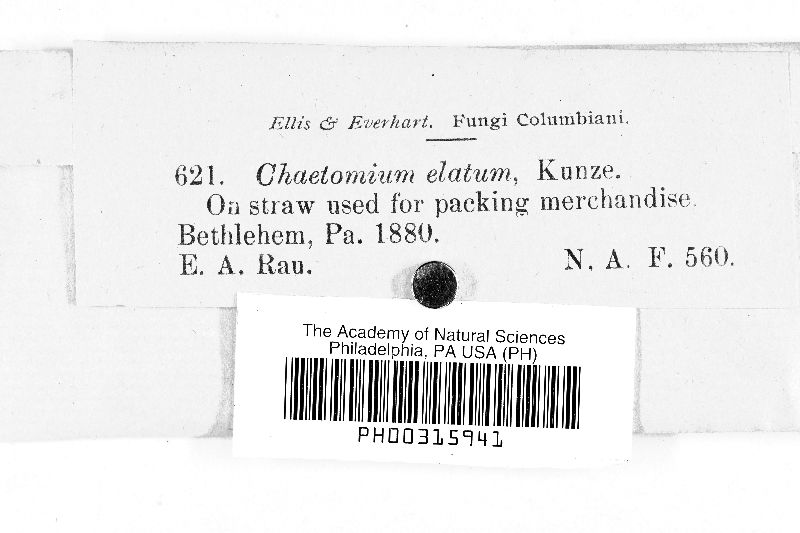 Ellis & Everhart. Fungi Columbiani.
621. Chaetomium elatum, Kunze.
On straw used for packing merchandise.
Bethlehem, Pa. 1880.
E. A. Rau. N. A. F. 560.
The Academy of Natural Sciences
Philadelphia, PA USA (PH)
PH00315941